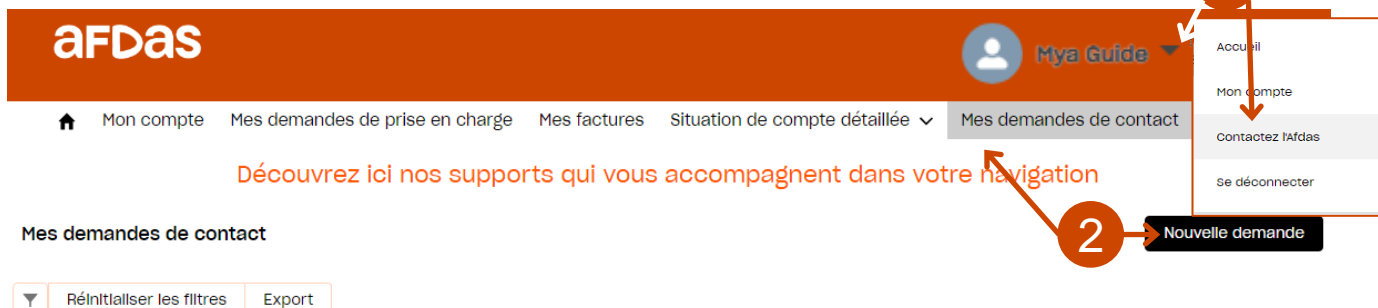 aFDas
Mya Guide
Accueil
Mon compte
Contactez l'Afdas
Se déconnecter
Mon compte Mes demandes de prise en charge Mes factures Situation de compte détaillée Mes demandes de contact
Découvrez ici nos supports qui vous accompagnent dans votre navigation
Mes demandes de contact
2
Nouvelle demande
Réinitialiser les filtres Export